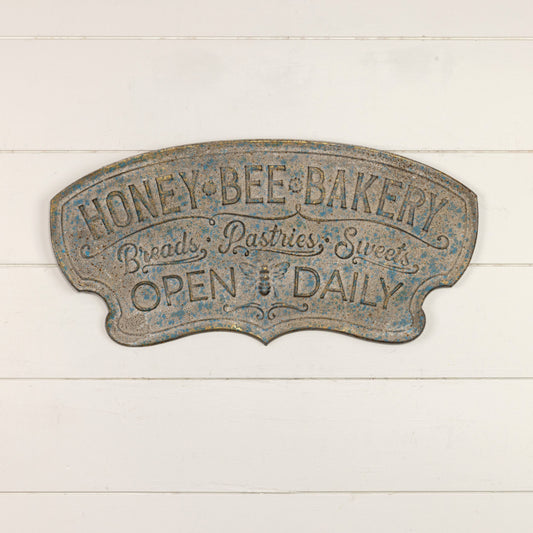 HONEY • BEE • BAKERY
Breads • Pastries • Sweets
OPEN DAILY